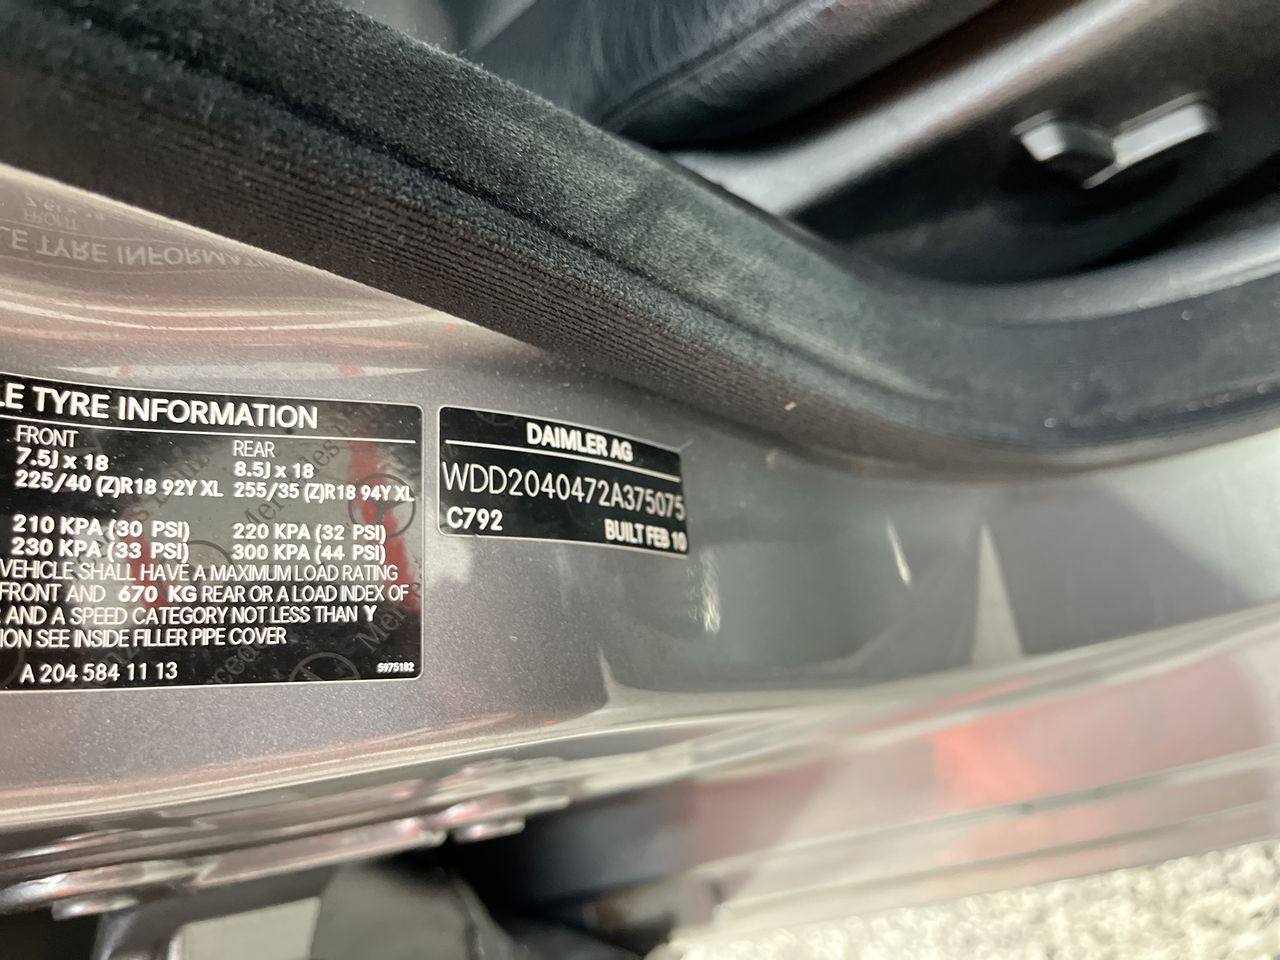 LE TYRE INFORMATION
FRONT
7.5J x 18
225/40 (Z)R18 92Y XL
REAR
8.5J x 18
255/35 (Z)R18 94Y XL
210 KPA (30 PSI)
220 KPA (32 PSI)
230 KPA (33 PSI)
300 KPA (44 PSI)
VEHICLE SHALL HAVE A MAXIMUM LOAD RATING
FRONT AND 670 KG REAR OR A LOAD INDEX OF
AND A SPEED CATEGORY NOT LESS THAN Y
ION SEE INSIDE FILLER PIPE COVER
A 204 584 11 13
5975182
DAIMLER AG
WDD2040472A375075
C792
BUILT FEB 10